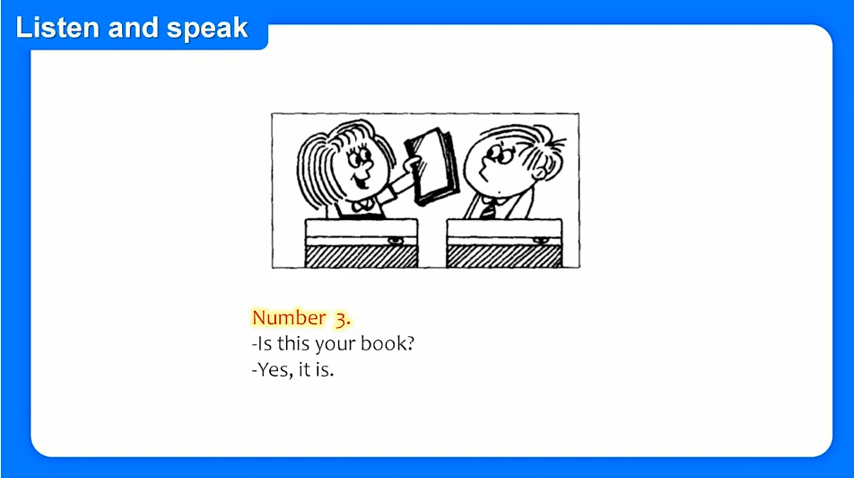 Listen and speak
Number 3.
-Is this your book?
-Yes, it is.